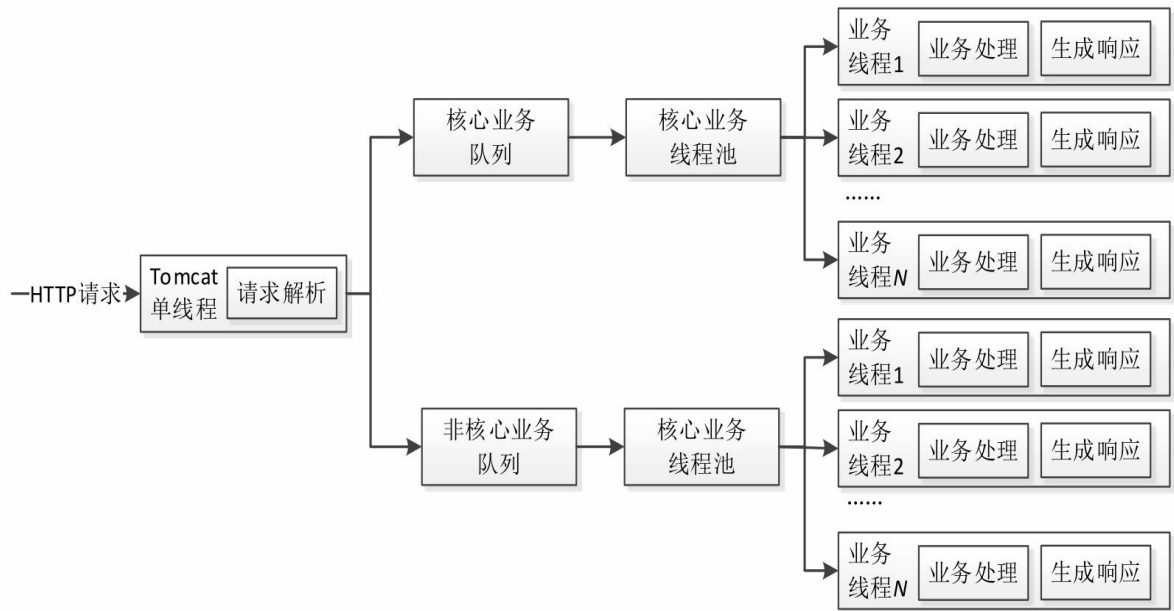 业务
线程1
业务处理
生成响应
核心业务
队列
核心业务
线程池
业务
线程2
业务处理
生成响应
......
业务
线程N
业务处理
生成响应
HTTP请求
Tomcat
单线程
请求解析
业务
线程1
业务处理
生成响应
非核心业务
队列
核心业务
线程池
业务
线程2
业务处理
生成响应
......
业务
线程N
业务处理
生成响应